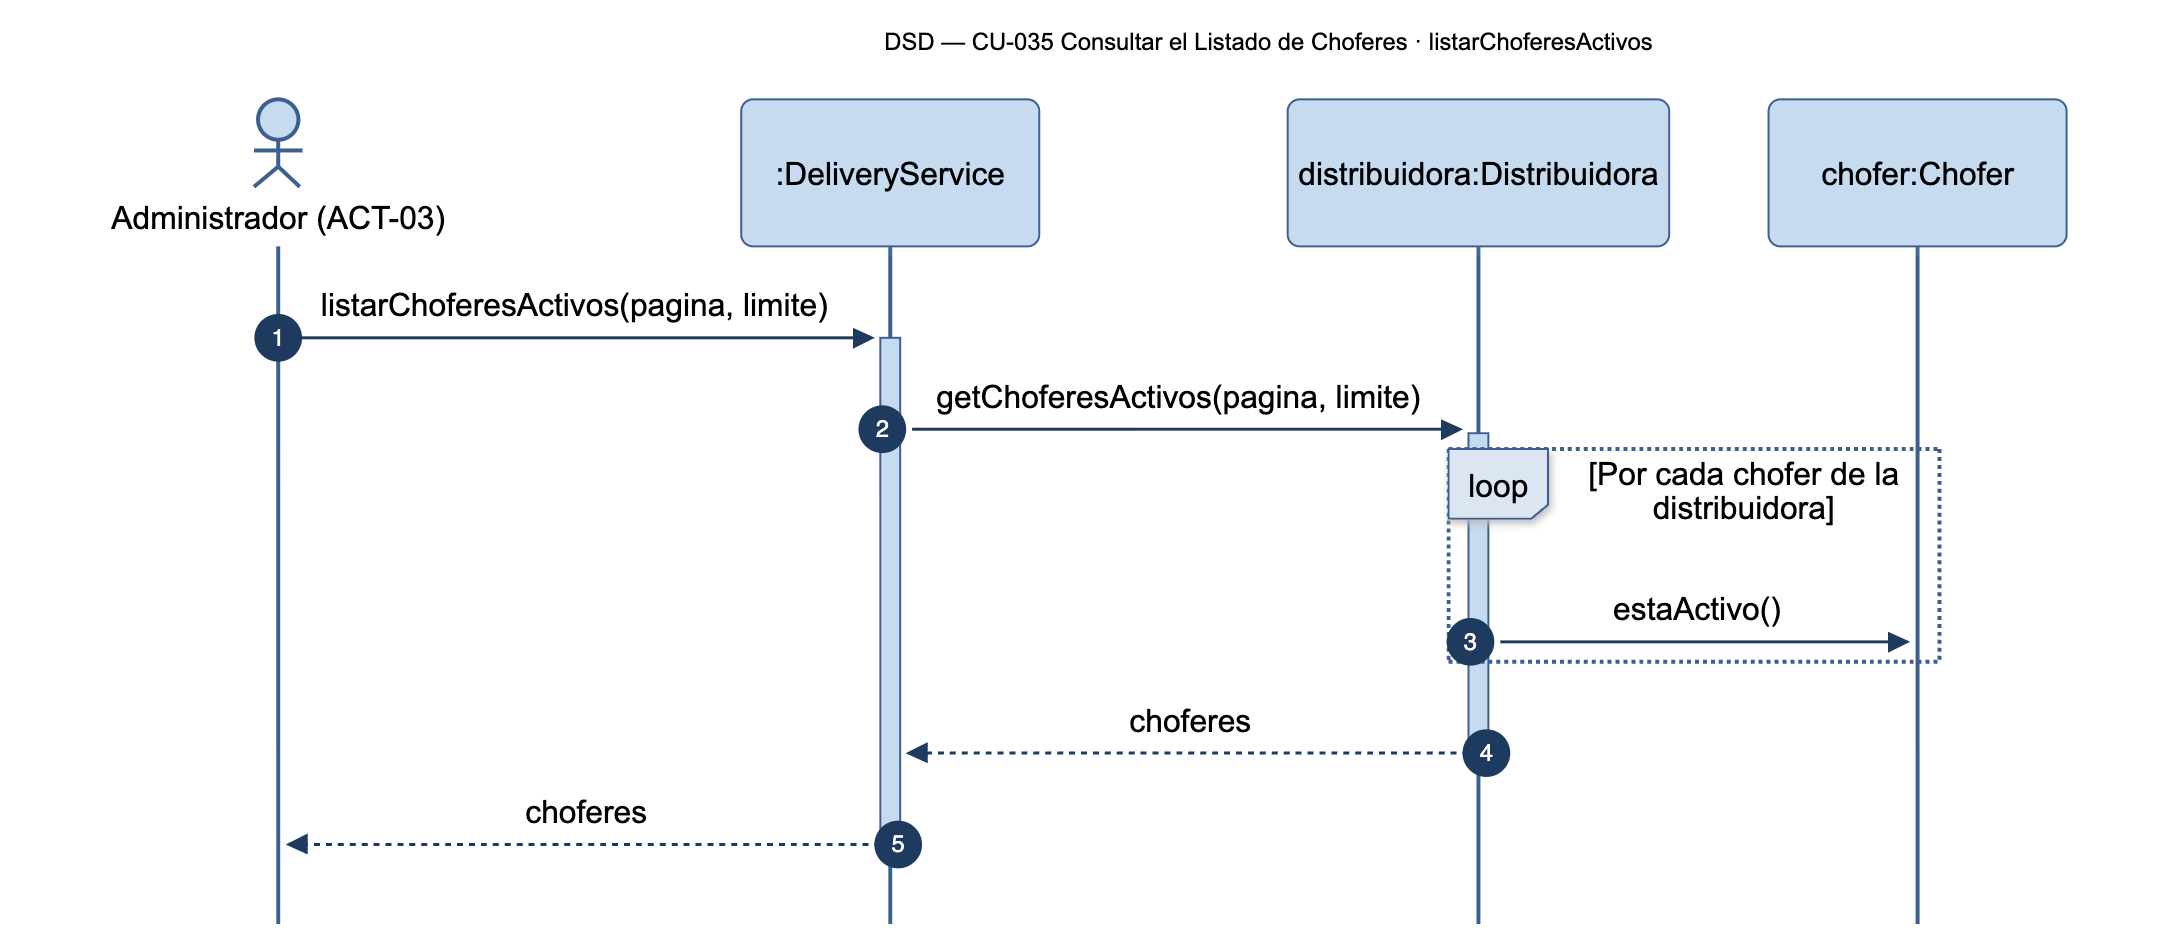 DSD — CU-035 Consultar el Listado de Choferes · listarChoferesActivos
Administrador (ACT-03)
:DeliveryService
distribuidora:Distribuidora
chofer:Chofer
listarChoferesActivos(pagina, limite)
1
getChoferesActivos(pagina, limite)
2
loop
[Por cada chofer de la
distribuidora]
estaActivo()
3
choferes
4
choferes
5